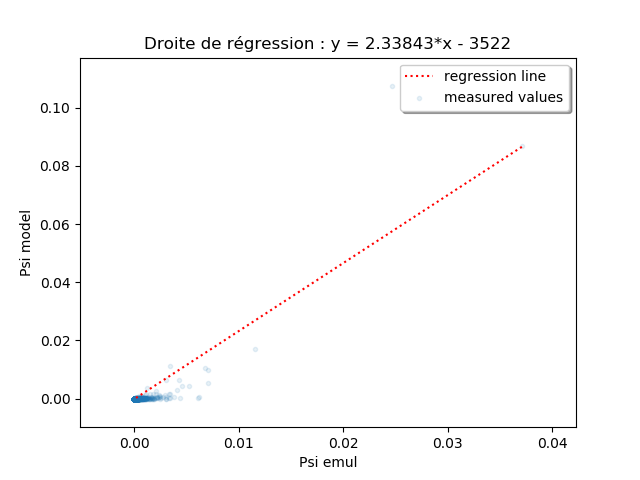 Droite de régression : y = 2.33843*x - 3522
regression line
measured values
0.10
0.08
0.06
0.04
0.02
0.00
Psi model
0.00
0.01
0.02
0.03
0.04
Psi emul